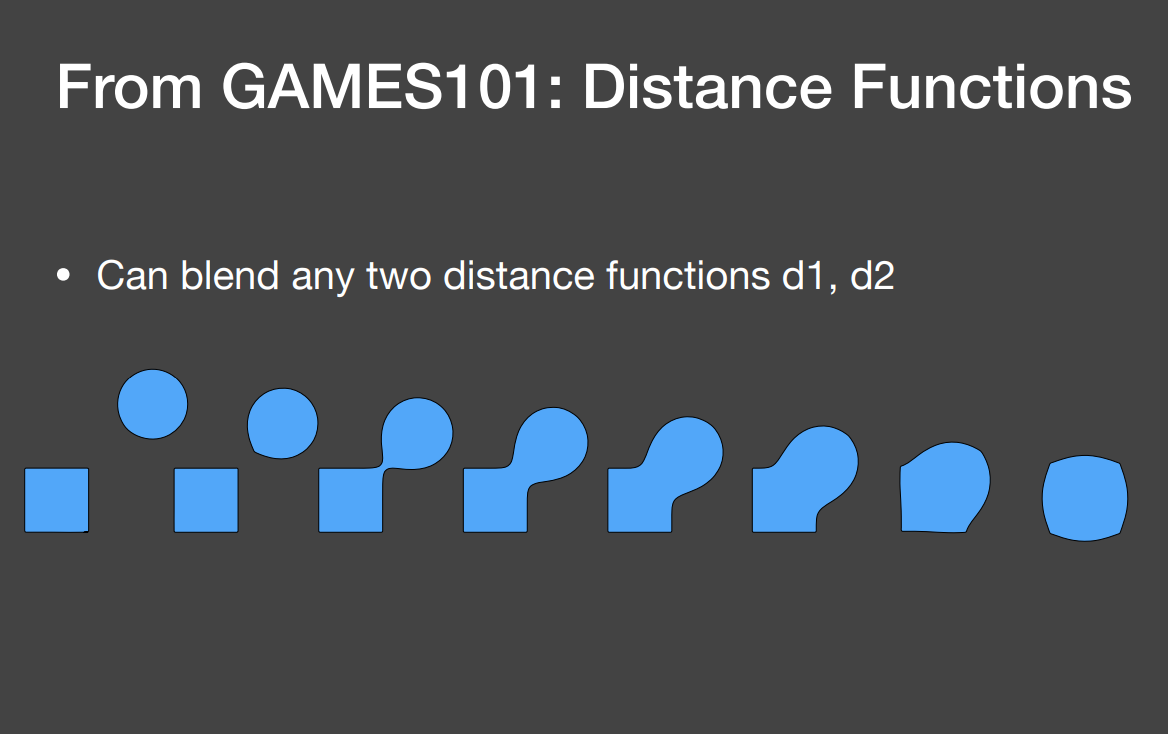 From GAMES101: Distance Functions
• Can blend any two distance functions d1, d2